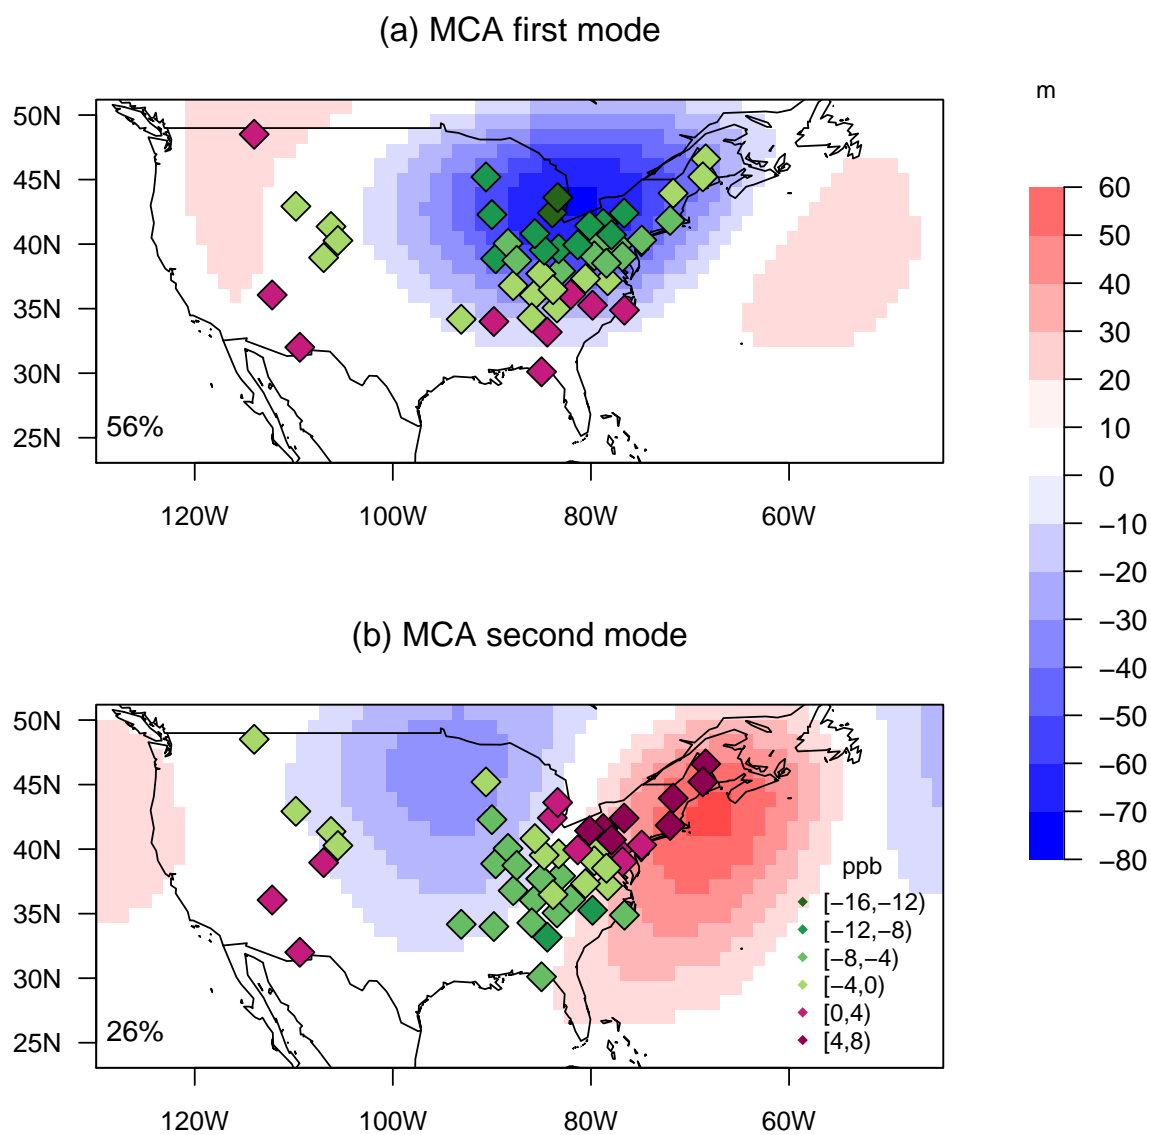 (a) MCA first mode
50N
45N
40N
35N
30N
25N
56%
120W
100W
80W
60W
m
60
50
40
30
20
10
0
−10
−20
−30
−40
−50
−60
−70
−80
(b) MCA second mode
50N
45N
40N
35N
30N
25N
26%
120W
100W
80W
60W
ppb
[−16,−12)
[−12,−8)
[−8,−4)
[−4,0)
[0,4)
[4,8)